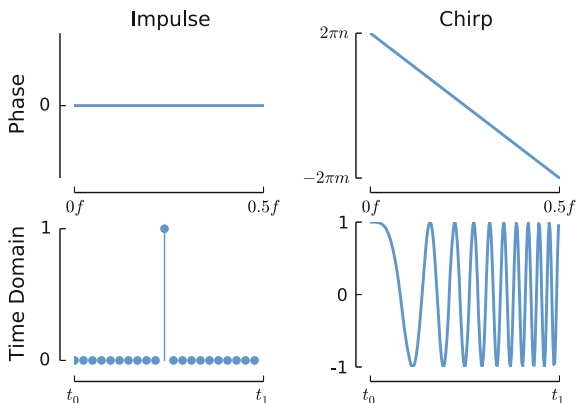 Impulse
Chirp
Phase
0
0f
0.5f
2πn
−2πm
0f
0.5f
Time Domain
1
0
t₀
t₁
1
0
-1
t₀
t₁